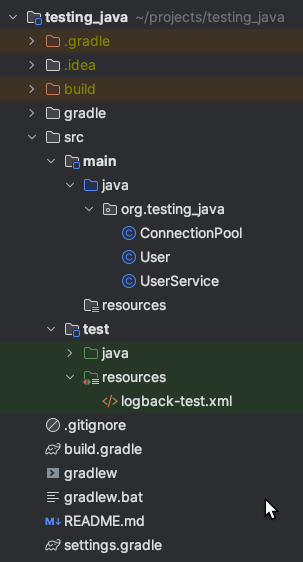 testing_java ~/projects/testing_java
.gradle
.idea
build
gradle
src
main
java
org.testing_java
ConnectionPool
User
UserService
resources
test
java
resources
logback-test.xml
.gitignore
build.gradle
gradlew
gradlew.bat
README.md
settings.gradle